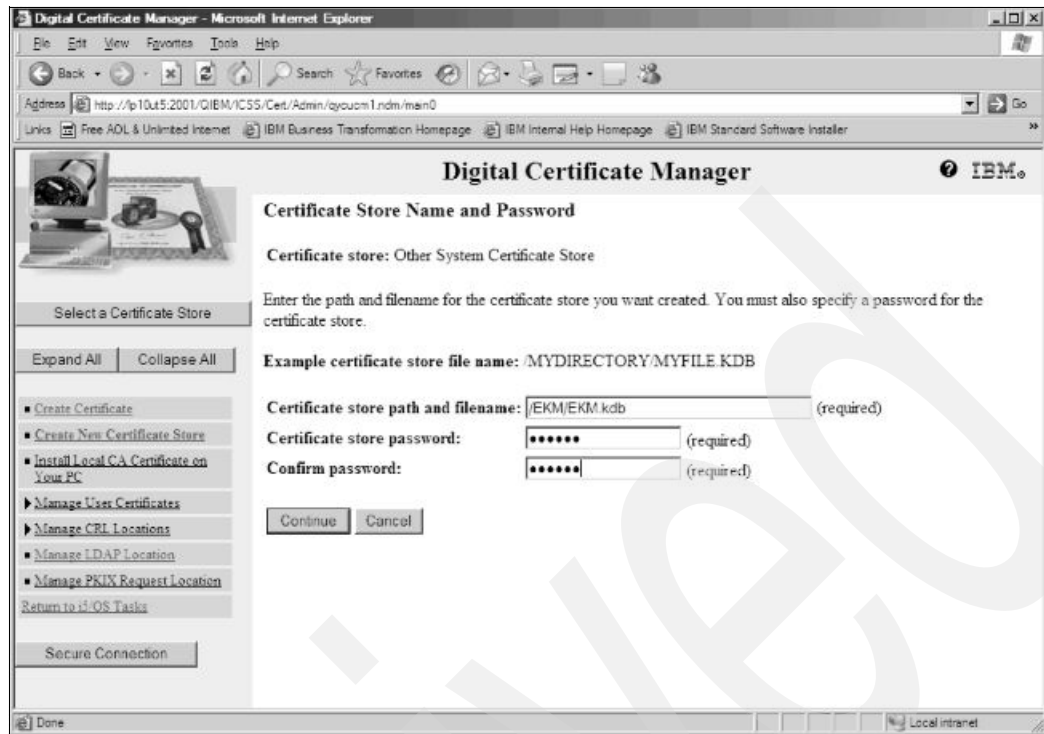 Digital Certificate Manager - Microsoft Internet Explorer
File Edit View Favorites Tools Help
Back Search Favorites
Address http://lp10ut5:2001/QIBM/ICSS/Cert/Admin/qycucm1.ndm/main0 Go
Links Free AOL & Unlimited Internet IBM Business Transformation Homepage IBM Internal Help Homepage IBM Standard Software Installer »
Digital Certificate Manager
IBM®
Certificate Store Name and Password
Certificate store: Other System Certificate Store
Enter the path and filename for the certificate store you want created. You must also specify a password for the
certificate store.
Example certificate store file name: /MYDIRECTORY/MYFILE.KDB
Certificate store path and filename: /EKM/EKM.kdb (required)
Certificate store password: •••••• (required)
Confirm password: •••••• (required)
Continue Cancel
Select a Certificate Store
Expand All Collapse All
Create Certificate
Create New Certificate Store
Install Local CA Certificate on
Your PC
Manage User Certificates
Manage CRL Locations
Manage LDAP Location
Manage PKIX Request Location
Return to i5/OS Tasks
Secure Connection
Done Local intranet